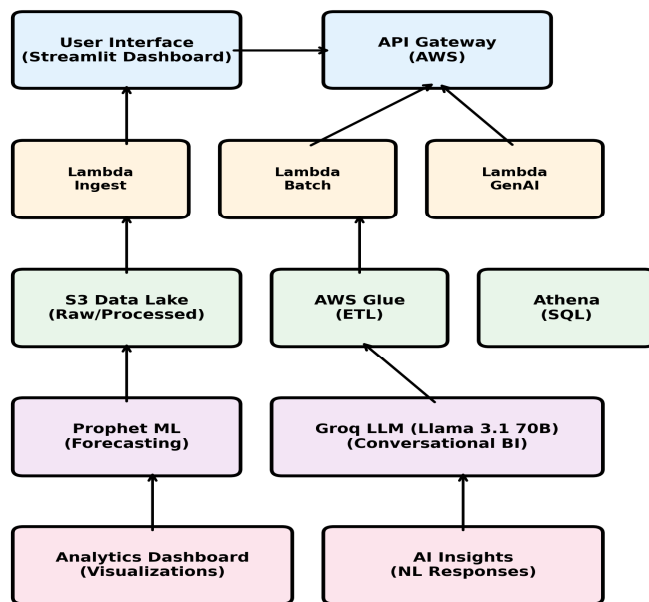 User Interface
(Streamlit Dashboard)
API Gateway
(AWS)
Lambda
Ingest
Lambda
Batch
Lambda
GenAI
S3 Data Lake
(Raw/Processed)
AWS Glue
(ETL)
Athena
(SQL)
Prophet ML
(Forecasting)
Groq LLM (Llama 3.1 70B)
(Conversational BI)
Analytics Dashboard
(Visualizations)
AI Insights
(NL Responses)